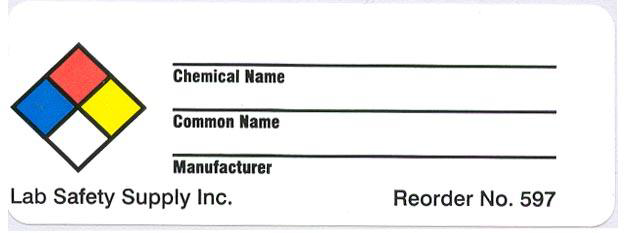 Chemical Name
Common Name
Manufacturer
Lab Safety Supply Inc. Reorder No. 597